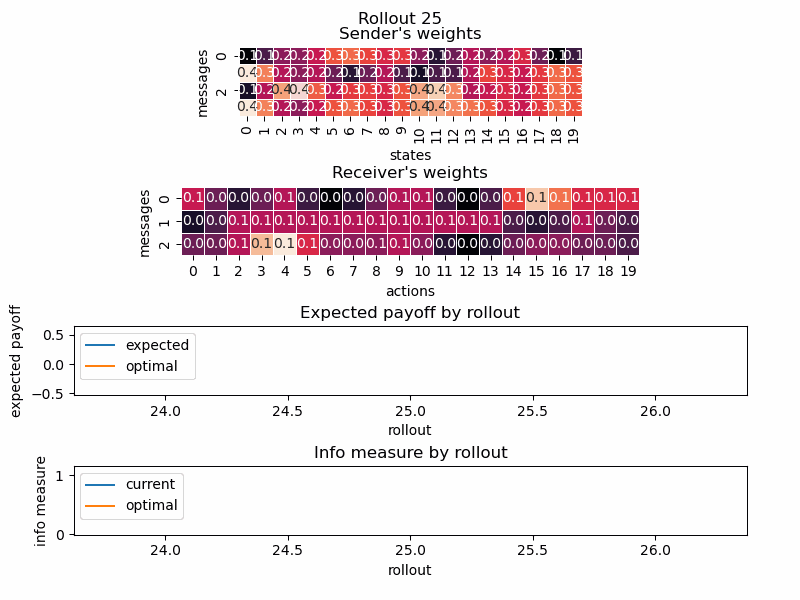 Rollout 25
Sender's weights
messages
0
2
0 1 2 3 4 5 6 7 8 9 10 11 12 13 14 15 16 17 18 19
states
Receiver's weights
messages
0 0.1 0.0 0.0 0.0 0.1 0.0 0.0 0.0 0.0 0.1 0.1 0.0 0.0 0.0 0.1 0.1 0.1 0.1 0.1 0.1
1 0.0 0.0 0.1 0.1 0.1 0.1 0.1 0.1 0.1 0.1 0.1 0.1 0.1 0.1 0.0 0.0 0.0 0.1 0.0 0.0
2 0.0 0.0 0.1 0.1 0.1 0.1 0.0 0.0 0.0 0.1 0.0 0.0 0.0 0.0 0.0 0.0 0.0 0.0 0.0 0.0
0 1 2 3 4 5 6 7 8 9 10 11 12 13 14 15 16 17 18 19
actions
Expected payoff by rollout
expected payoff
0.5
0.0
−0.5
expected
optimal
24.0 24.5 25.0 25.5 26.0
rollout
Info measure by rollout
info measure
1
0
current
optimal
24.0 24.5 25.0 25.5 26.0
rollout